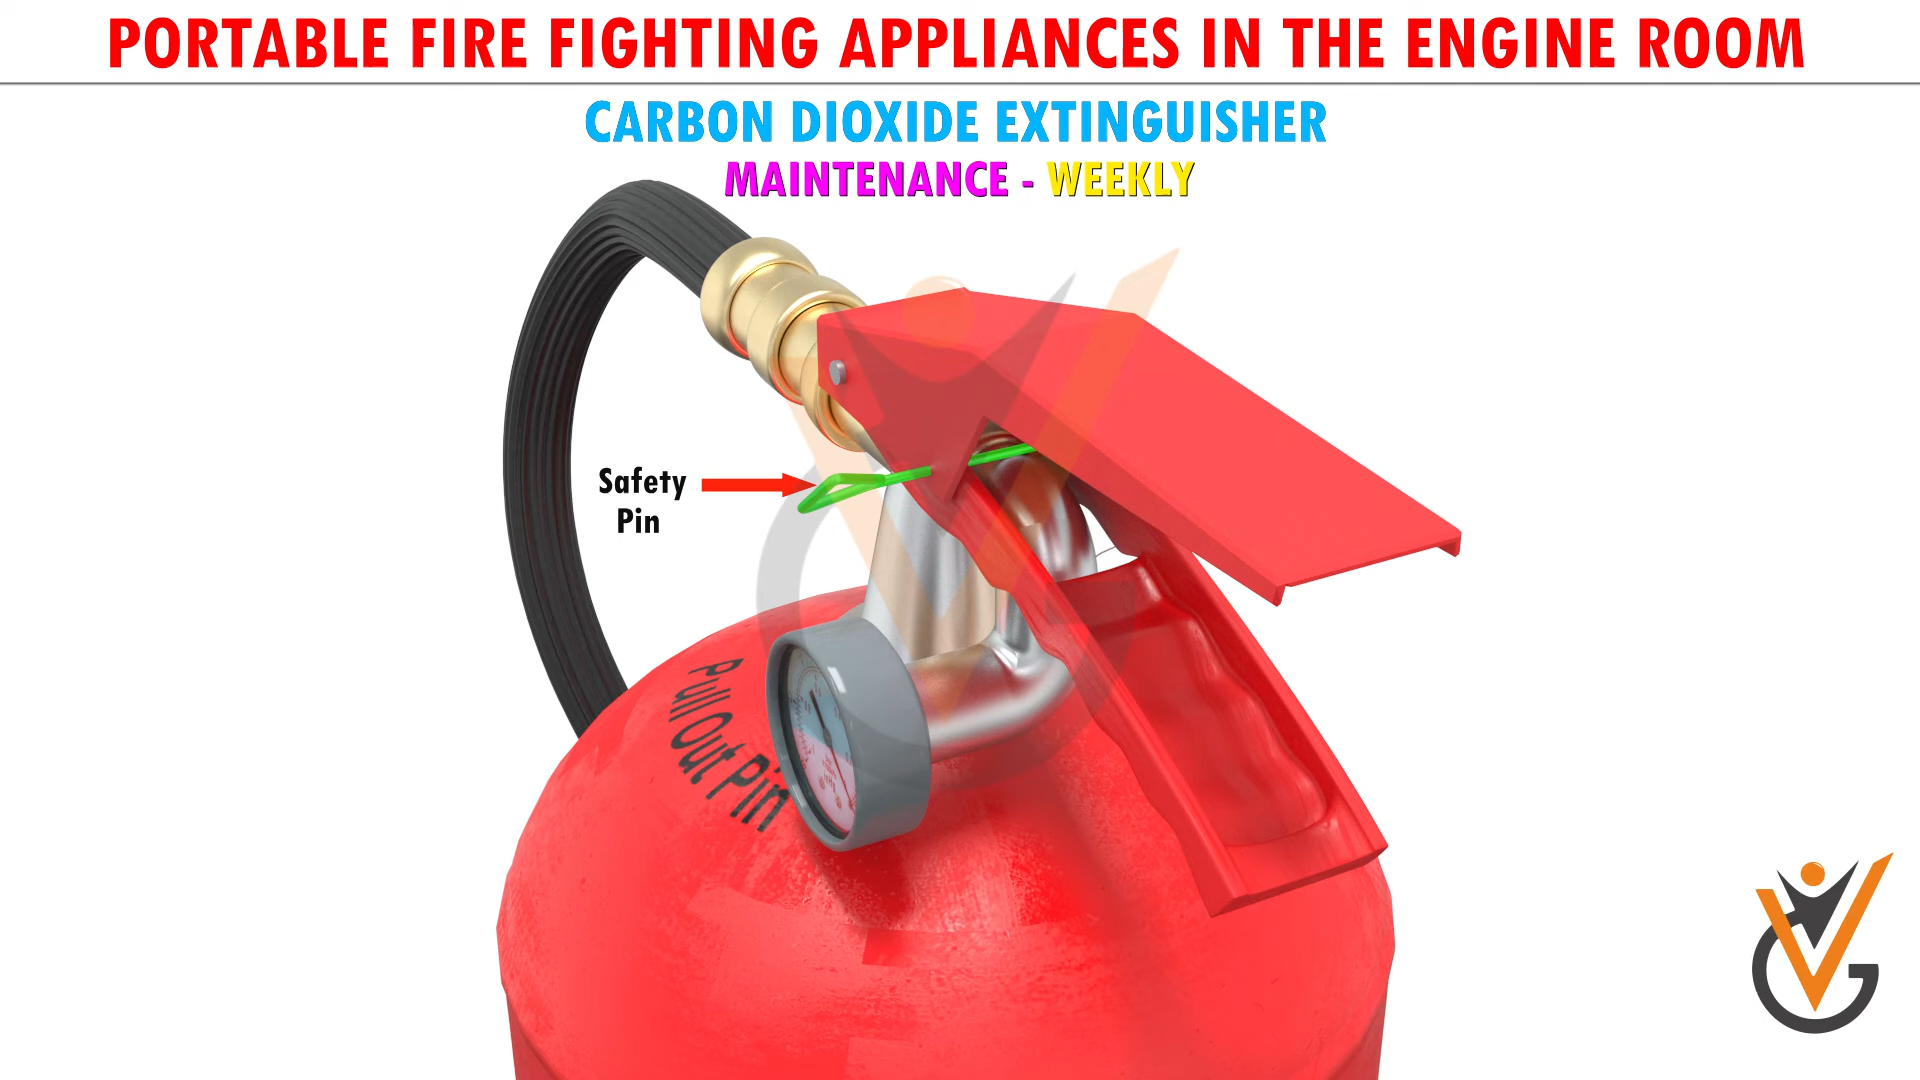 PORTABLE FIRE FIGHTING APPLIANCES IN THE ENGINE ROOM
CARBON DIOXIDE EXTINGUISHER
MAINTENANCE - WEEKLY
Safety
Pin
Pull Out Pin